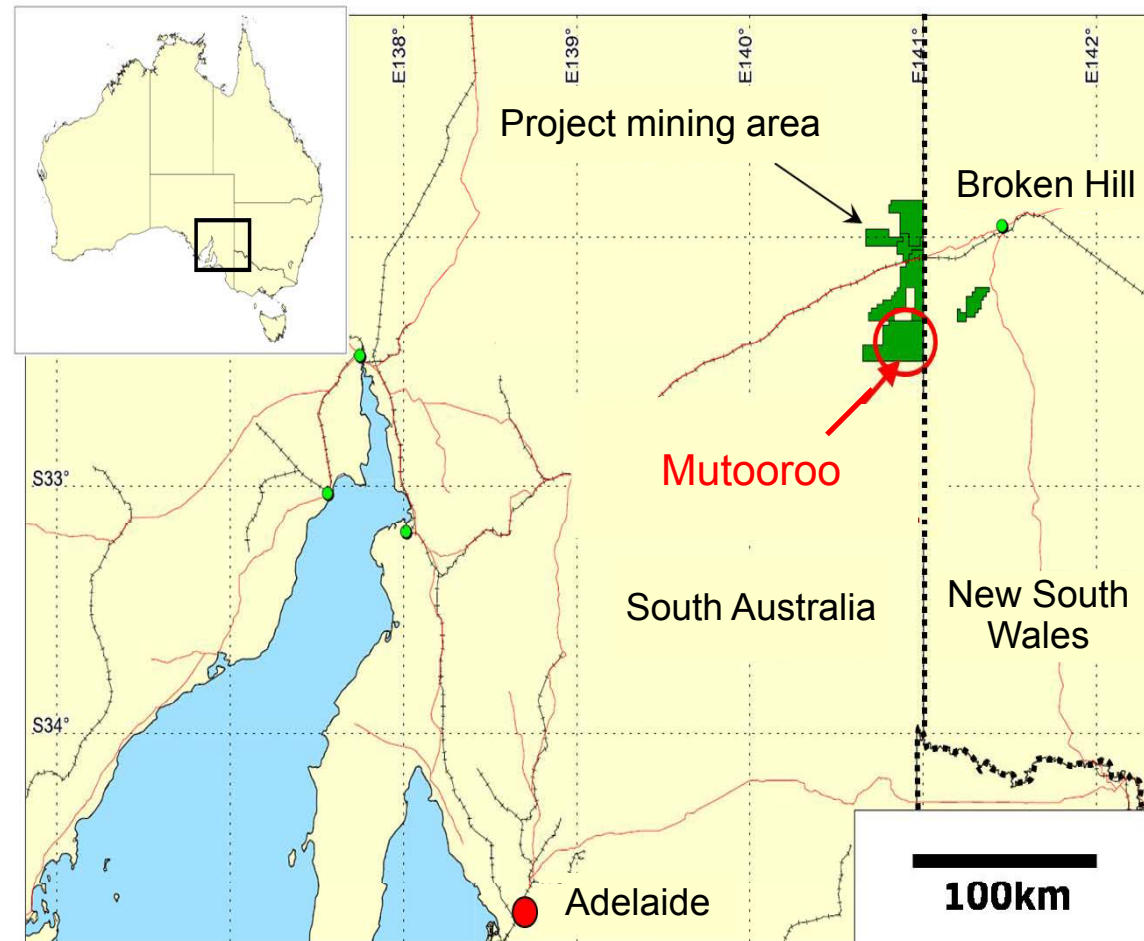 E138°
E139°
E140°
E141°
E142°
Project mining area
Broken Hill
Mutooroo
S33°
South Australia
New South
Wales
S34°
Adelaide
100km